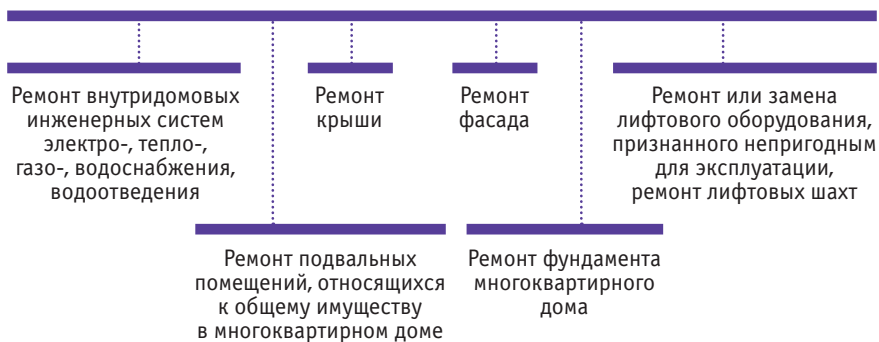 Ремонт внутридомовых
инженерных систем
электро-, тепло-,
газо-, водоснабжения,
водоотведения
Ремонт
крыши
Ремонт
фасада
Ремонт или замена
лифтового оборудования,
признанного непригодным
для эксплуатации,
ремонт лифтовых шахт
Ремонт подвальных
помещений, относящихся
к общему имуществу
в многоквартирном доме
Ремонт фундамента
многоквартирного
дома